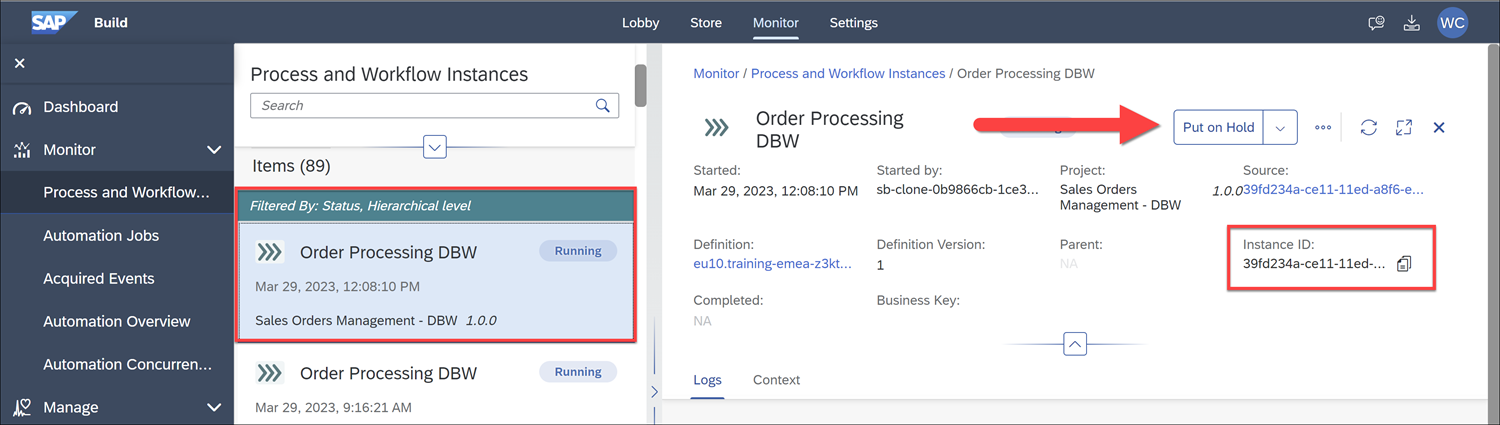 SAP Build
Lobby Store Monitor Settings
WC
Dashboard
Monitor
Process and Workflow...
Automation Jobs
Acquired Events
Automation Overview
Automation Concurren...
Manage
Process and Workflow Instances
Search
Items (89)
Filtered By: Status, Hierarchical level
Order Processing DBW Running
Mar 29, 2023, 12:08:10 PM
Sales Orders Management - DBW 1.0.0
Order Processing DBW Running
Mar 29, 2023, 9:16:21 AM
Monitor / Process and Workflow Instances / Order Processing DBW
Order Processing
DBW
Put on Hold
Started:
Mar 29, 2023, 12:08:10 PM
Started by:
sb-clone-0b9866cb-1ce3...
Project:
Sales Orders
Management - DBW
1.0.0
Source:
39fd234a-ce11-11ed-a8f6-e...
Definition:
eu10.training-emea-z3kt...
Definition Version:
1
Parent:
NA
Instance ID:
39fd234a-ce11-11ed-...
Completed:
NA
Business Key:
Logs Context